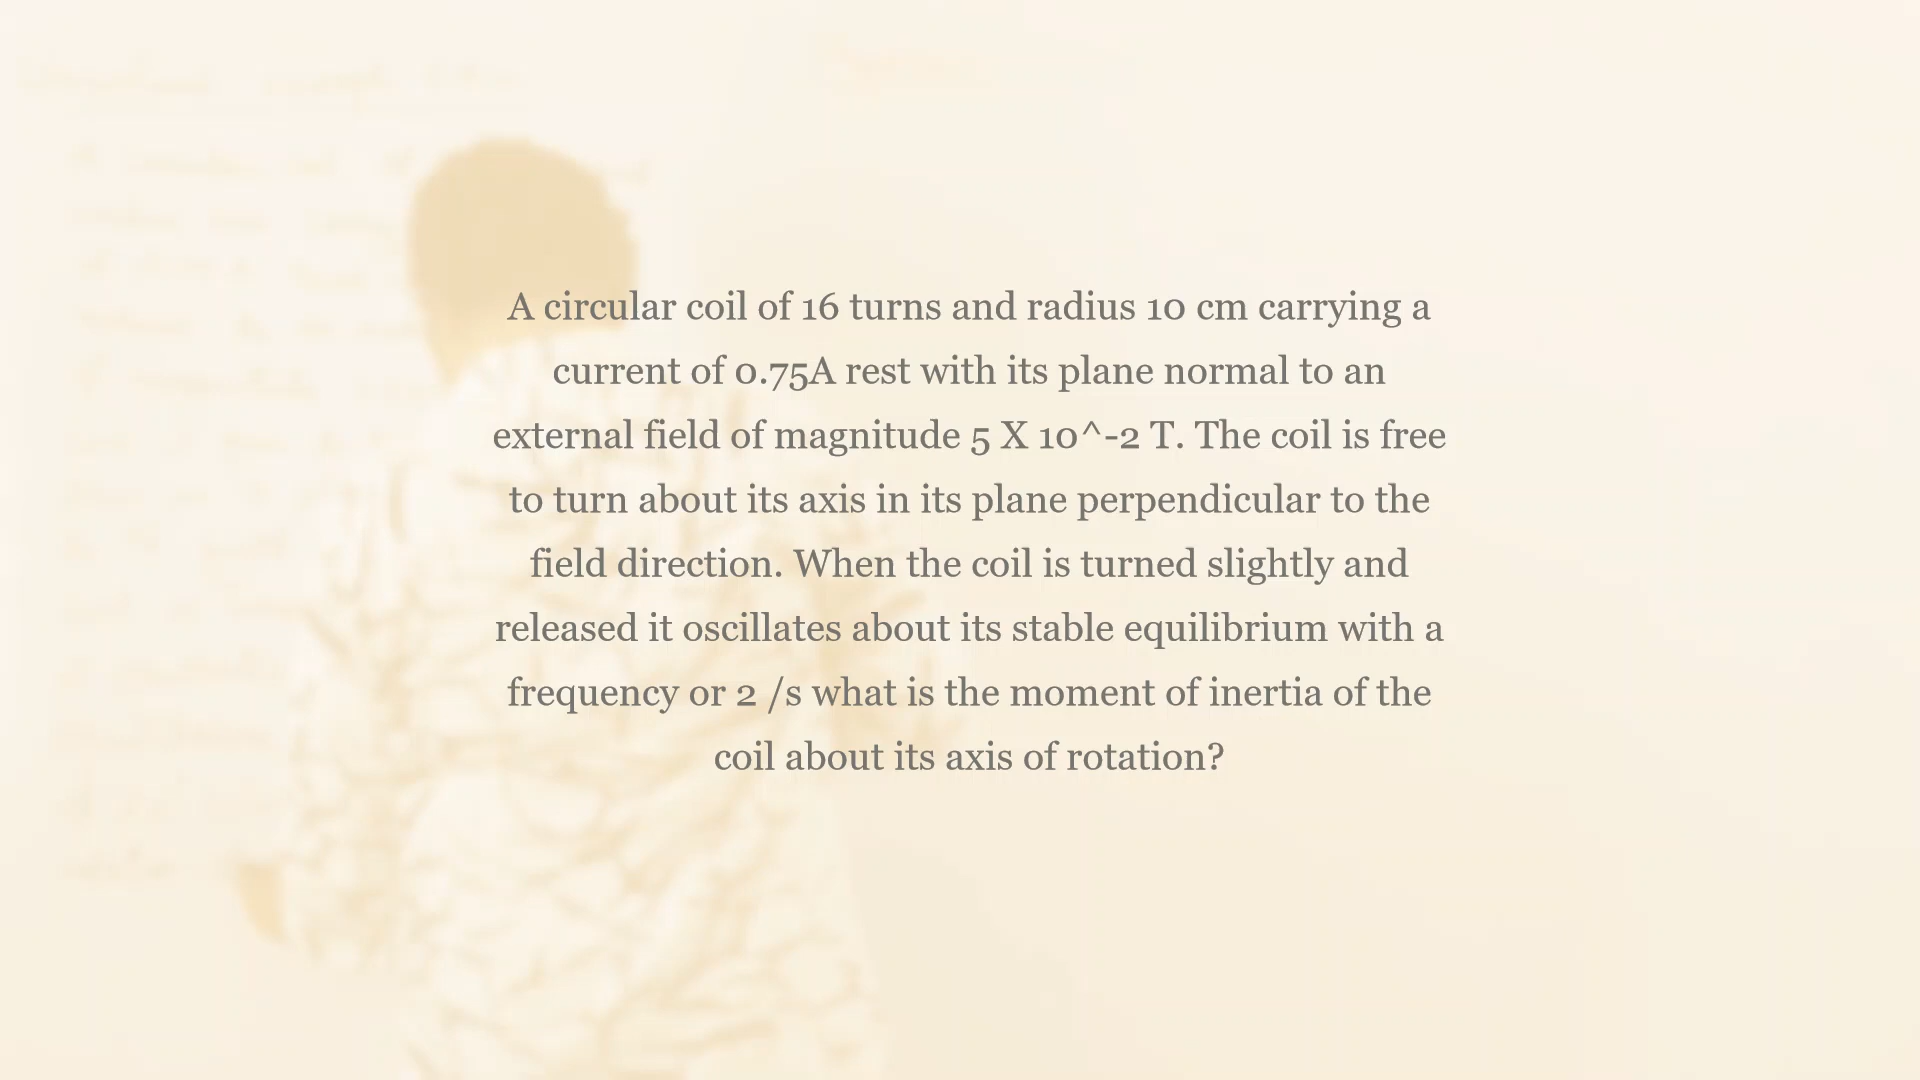 A circular coil of 16 turns and radius 10 cm carrying a
current of 0.75A rest with its plane normal to an
external field of magnitude 5 X 10^-2 T. The coil is free
to turn about its axis in its plane perpendicular to the
field direction. When the coil is turned slightly and
released it oscillates about its stable equilibrium with a
frequency or 2 /s what is the moment of inertia of the
coil about its axis of rotation?